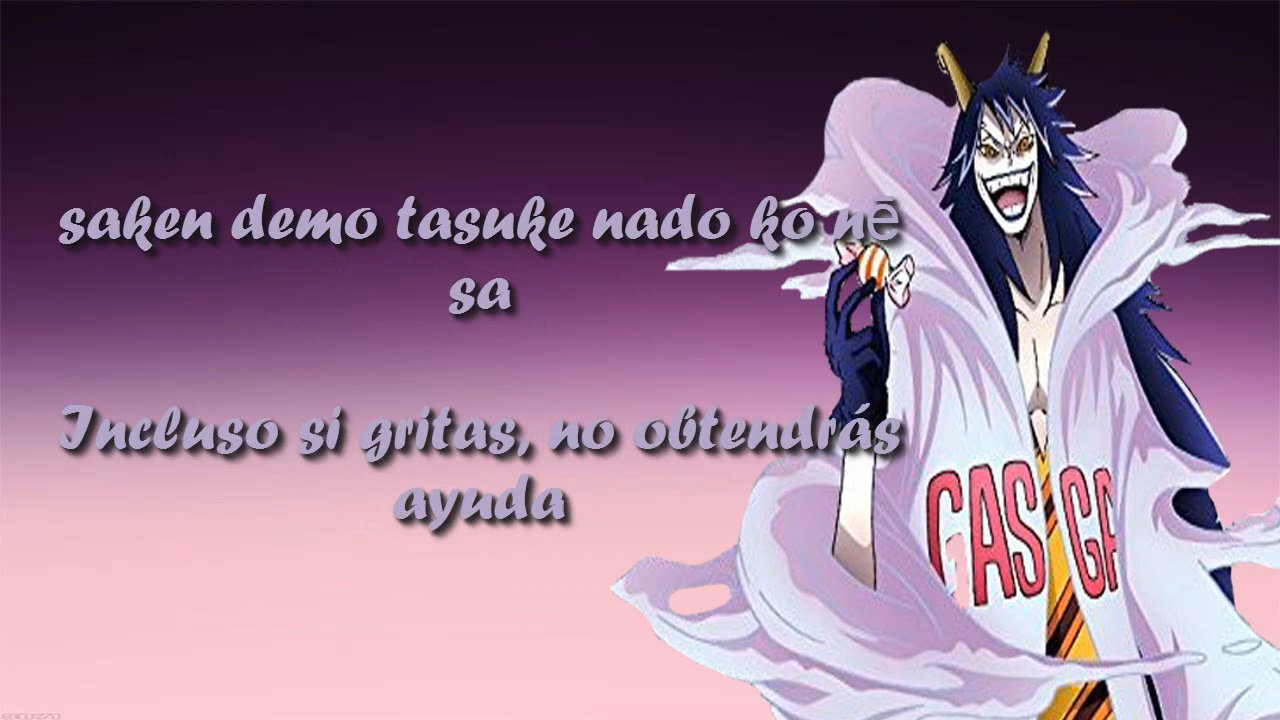 saken demo tasuke nado ko nē
sa
Incluso si gritas, no obtendrás
ayuda
GAS GA